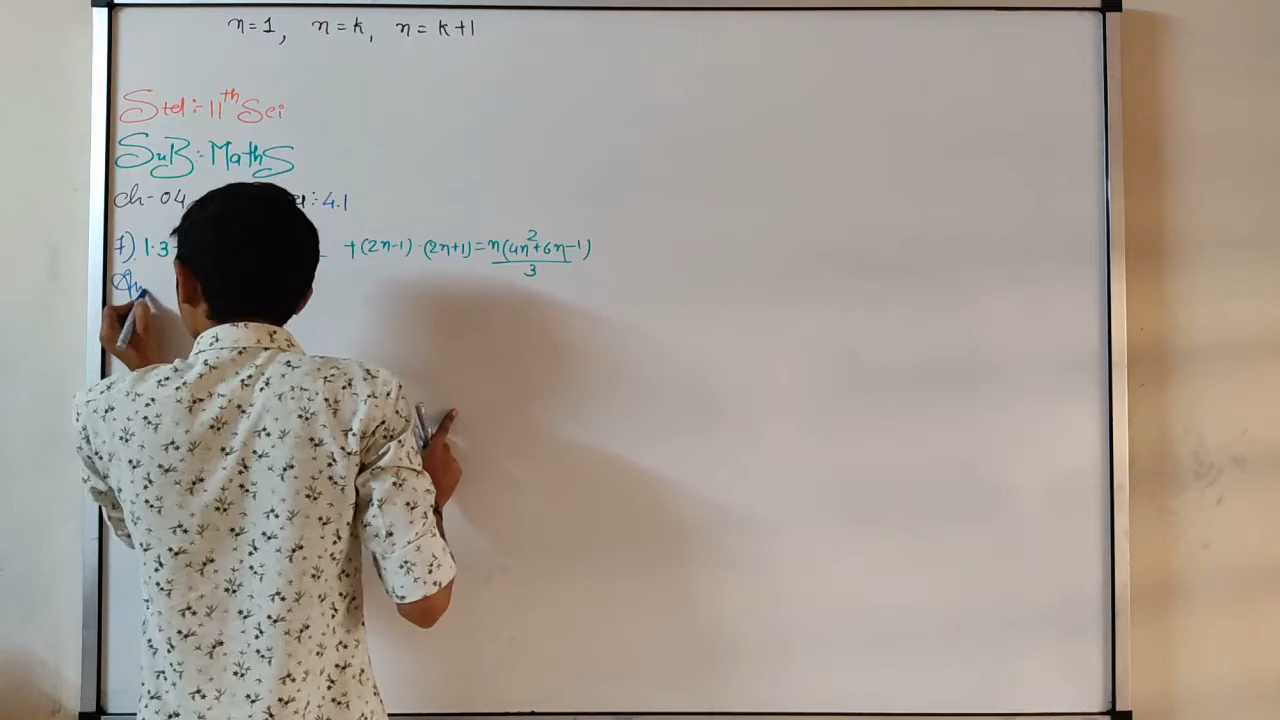 n=1, n=k, n=k+1
Std:-11th Sci
SuB:-MathS
ch-04 :4.1
7) 1·3 +(2n-1)·(2n+1)=n(4n²+6n-1)/3